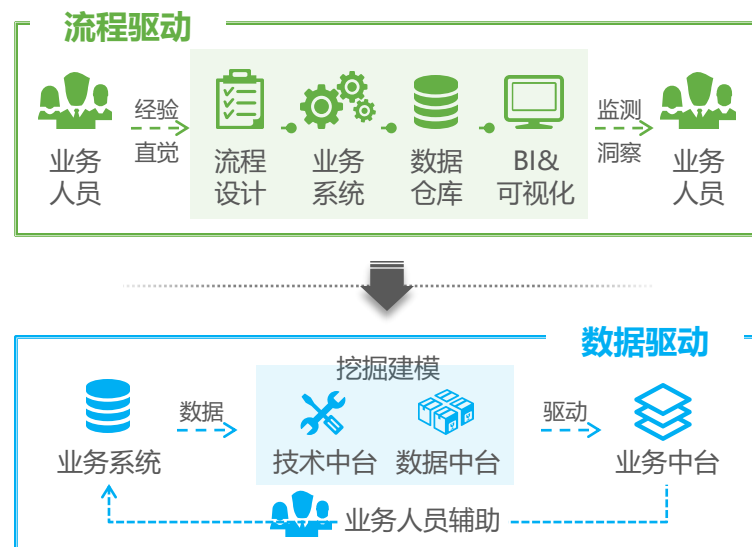 流程驱动
业务
人员
经验
直觉
流程
设计
业务
系统
数据
仓库
BI&
可视化
监测
洞察
业务
人员
数据驱动
挖掘建模
业务系统
数据
技术中台
数据中台
驱动
业务中台
业务人员辅助